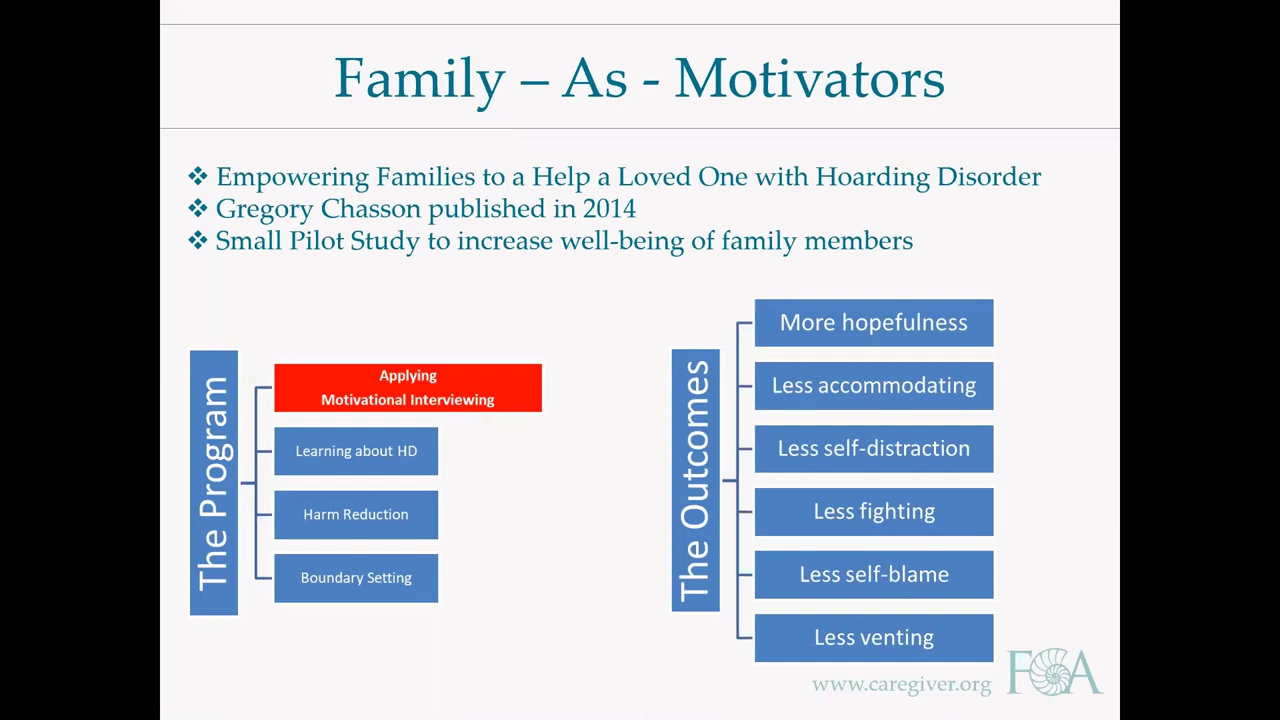 Family – As - Motivators
❖ Empowering Families to a Help a Loved One with Hoarding Disorder
❖ Gregory Chasson published in 2014
❖ Small Pilot Study to increase well-being of family members
The Program
Applying
Motivational Interviewing
Learning about HD
Harm Reduction
Boundary Setting
The Outcomes
More hopefulness
Less accommodating
Less self-distraction
Less fighting
Less self-blame
Less venting
www.caregiver.org
FCA